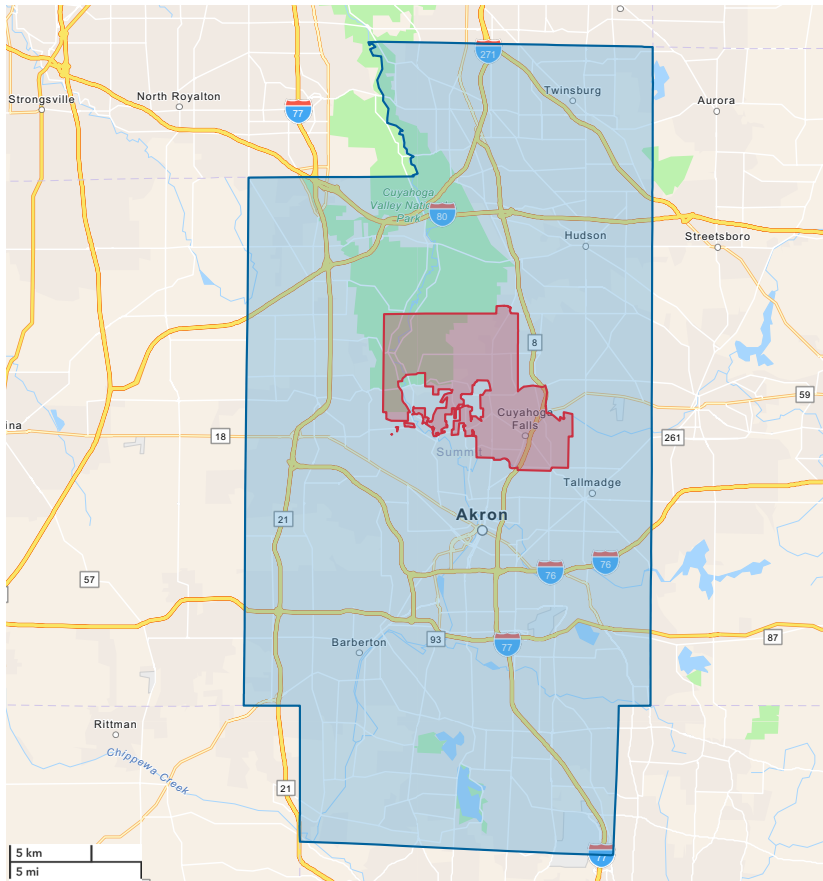 271
Twinsburg
Strongsville
North Royalton
Aurora
77
Cuyahoga
Valley Natio
Park
80
Hudson
Streetsboro
8
59
Cuyahoga
Falls
ina
18
261
Summi
Tallmadge
Akron
21
76
76
57
93
87
Barberton
77
Rittman
Chippewa Creek
21
5 km
5 mi
77